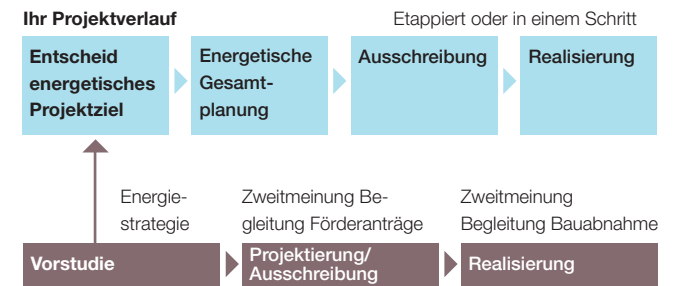 Ihr Projektverlauf
Etappiert oder in einem Schritt
Entscheid
energetisches
Projektziel
Energetische
Gesamt-
planung
Ausschreibung
Realisierung
Energie-
strategie
Zweitmeinung Be-
gleitung Förderanträge
Zweitmeinung
Begleitung Bauabnahme
Vorstudie
Projektierung/
Ausschreibung
Realisierung